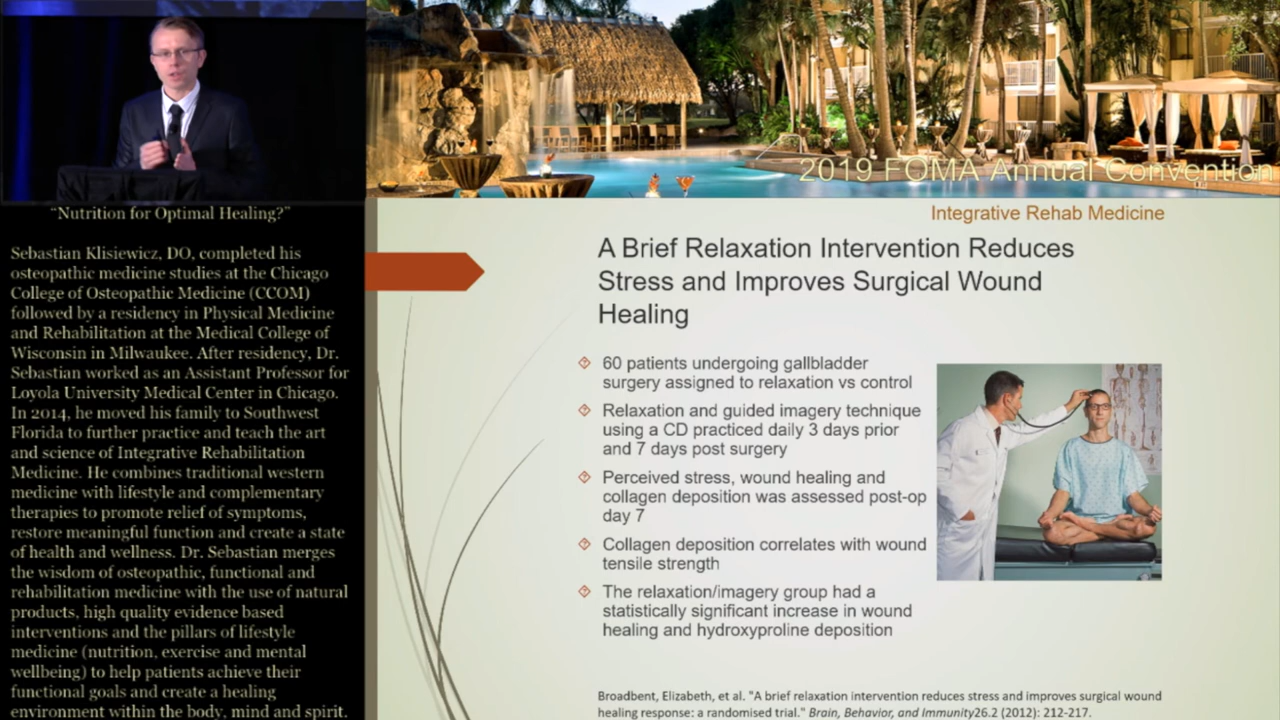 2019 FOMA Annual Convention
"Nutrition for Optimal Healing?"
Sebastian Klisiewicz, DO, completed his
osteopathic medicine studies at the Chicago
College of Osteopathic Medicine (CCOM)
followed by a residency in Physical Medicine
and Rehabilitation at the Medical College of
Wisconsin in Milwaukee. After residency, Dr.
Sebastian worked as an Assistant Professor for
Loyola University Medical Center in Chicago.
In 2014, he moved his family to Southwest
Florida to further practice and teach the art
and science of Integrative Rehabilitation
Medicine. He combines traditional western
medicine with lifestyle and complementary
therapies to promote relief of symptoms,
restore meaningful function and create a state
of health and wellness. Dr. Sebastian merges
the wisdom of osteopathic, functional and
rehabilitation medicine with the use of natural
products, high quality evidence based
interventions and the pillars of lifestyle
medicine (nutrition, exercise and mental
wellbeing) to help patients achieve their
functional goals and create a healing
environment within the body, mind and spirit.
Integrative Rehab Medicine
A Brief Relaxation Intervention Reduces
Stress and Improves Surgical Wound
Healing
60 patients undergoing gallbladder
surgery assigned to relaxation vs control
Relaxation and guided imagery technique
using a CD practiced daily 3 days prior
and 7 days post surgery
Perceived stress, wound healing and
collagen deposition was assessed post-op
day 7
Collagen deposition correlates with wound
tensile strength
The relaxation/imagery group had a
statistically significant increase in wound
healing and hydroxyproline deposition
Broadbent, Elizabeth, et al. "A brief relaxation intervention reduces stress and improves surgical wound
healing response: a randomised trial." Brain, Behavior, and Immunity26.2 (2012): 212-217.